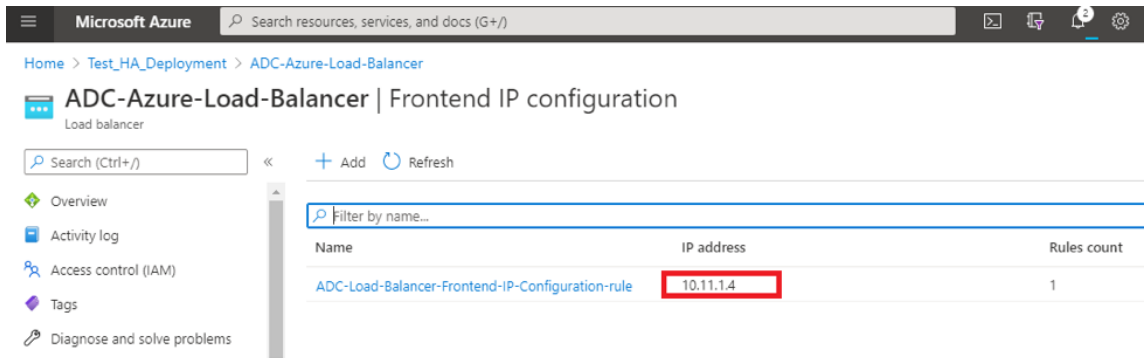 Microsoft Azure
Search resources, services, and docs (G+/)
2
Home > Test_HA_Deployment > ADC-Azure-Load-Balancer
ADC-Azure-Load-Balancer | Frontend IP configuration
Load balancer
Search (Ctrl+/)
«
+ Add
Refresh
Overview
Activity log
Access control (IAM)
Tags
Diagnose and solve problems
Filter by name...
Name IP address Rules count
ADC-Load-Balancer-Frontend-IP-Configuration-rule 10.11.1.4 1